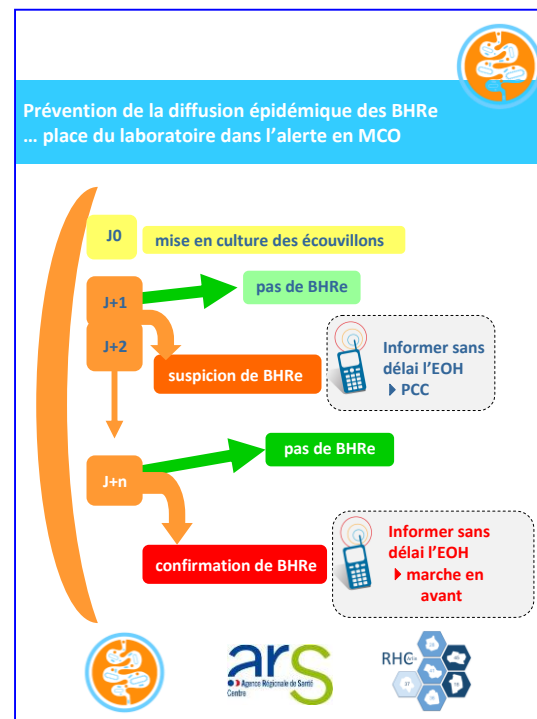 Prévention de la diffusion épidémique des BHRe
... place du laboratoire dans l'alerte en MCO
J0
mise en culture des écouvillons
J+1
pas de BHRe
J+2
suspicion de BHRe
Informer sans
délai l'EOH
PCC
J+n
pas de BHRe
confirmation de BHRe
Informer sans
délai l'EOH
marche en
avant
ars
Agence Régionale de Santé
Centre
RHC